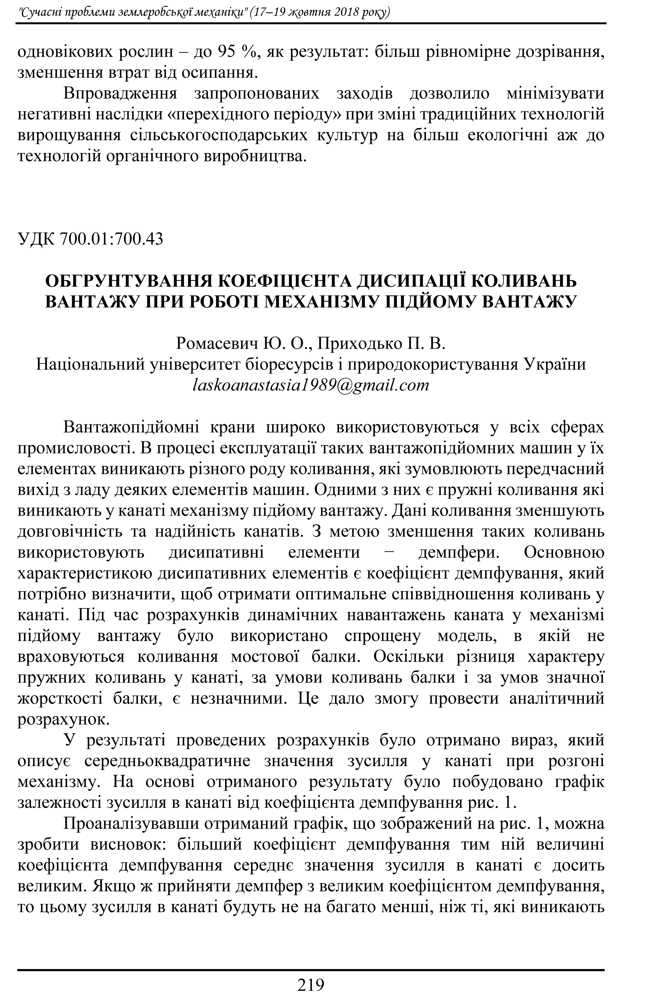 "Сучасні проблеми землеробської механіки" (17–19 жовтня 2018 року)
одновікових рослин – до 95 %, як результат: більш рівномірне дозрівання,
зменшення втрат від осипання.
Впровадження запропонованих заходів дозволило мінімізувати
негативні наслідки «перехідного періоду» при зміні традиційних технологій
вирощування сільськогосподарських культур на більш екологічні аж до
технологій органічного виробництва.
УДК 700.01:700.43
ОБГРУНТУВАННЯ КОЕФІЦІЄНТА ДИСИПАЦІЇ КОЛИВАНЬ
ВАНТАЖУ ПРИ РОБОТІ МЕХАНІЗМУ ПІДЙОМУ ВАНТАЖУ
Ромасевич Ю. О., Приходько П. В.
Національний університет біоресурсів і природокористування України
laskoanastasia1989@gmail.com
Вантажопідйомні крани широко використовуються у всіх сферах
промисловості. В процесі експлуатації таких вантажопідйомних машин у їх
елементах виникають різного роду коливання, які зумовлюють передчасний
вихід з ладу деяких елементів машин. Одними з них є пружні коливання які
виникають у канаті механізму підйому вантажу. Дані коливання зменшують
довговічність та надійність канатів. З метою зменшення таких коливань
використовують дисипативні елементи − демпфери. Основною
характеристикою дисипативних елементів є коефіцієнт демпфування, який
потрібно визначити, щоб отримати оптимальне співвідношення коливань у
канаті. Під час розрахунків динамічних навантажень каната у механізмі
підйому вантажу було використано спрощену модель, в якій не
враховуються коливання мостової балки. Оскільки різниця характеру
пружних коливань у канаті, за умови коливань балки і за умов значної
жорсткості балки, є незначними. Це дало змогу провести аналітичний
розрахунок.
У результаті проведених розрахунків було отримано вираз, який
описує середньоквадратичне значення зусилля у канаті при розгоні
механізму. На основі отриманого результату було побудовано графік
залежності зусилля в канаті від коефіцієнта демпфування рис. 1.
Проаналізувавши отриманий графік, що зображений на рис. 1, можна
зробити висновок: більший коефіцієнт демпфування тим ній величині
коефіцієнта демпфування середнє значення зусилля в канаті є досить
великим. Якщо ж прийняти демпфер з великим коефіцієнтом демпфування,
то цьому зусилля в канаті будуть не на багато менші, ніж ті, які виникають
219